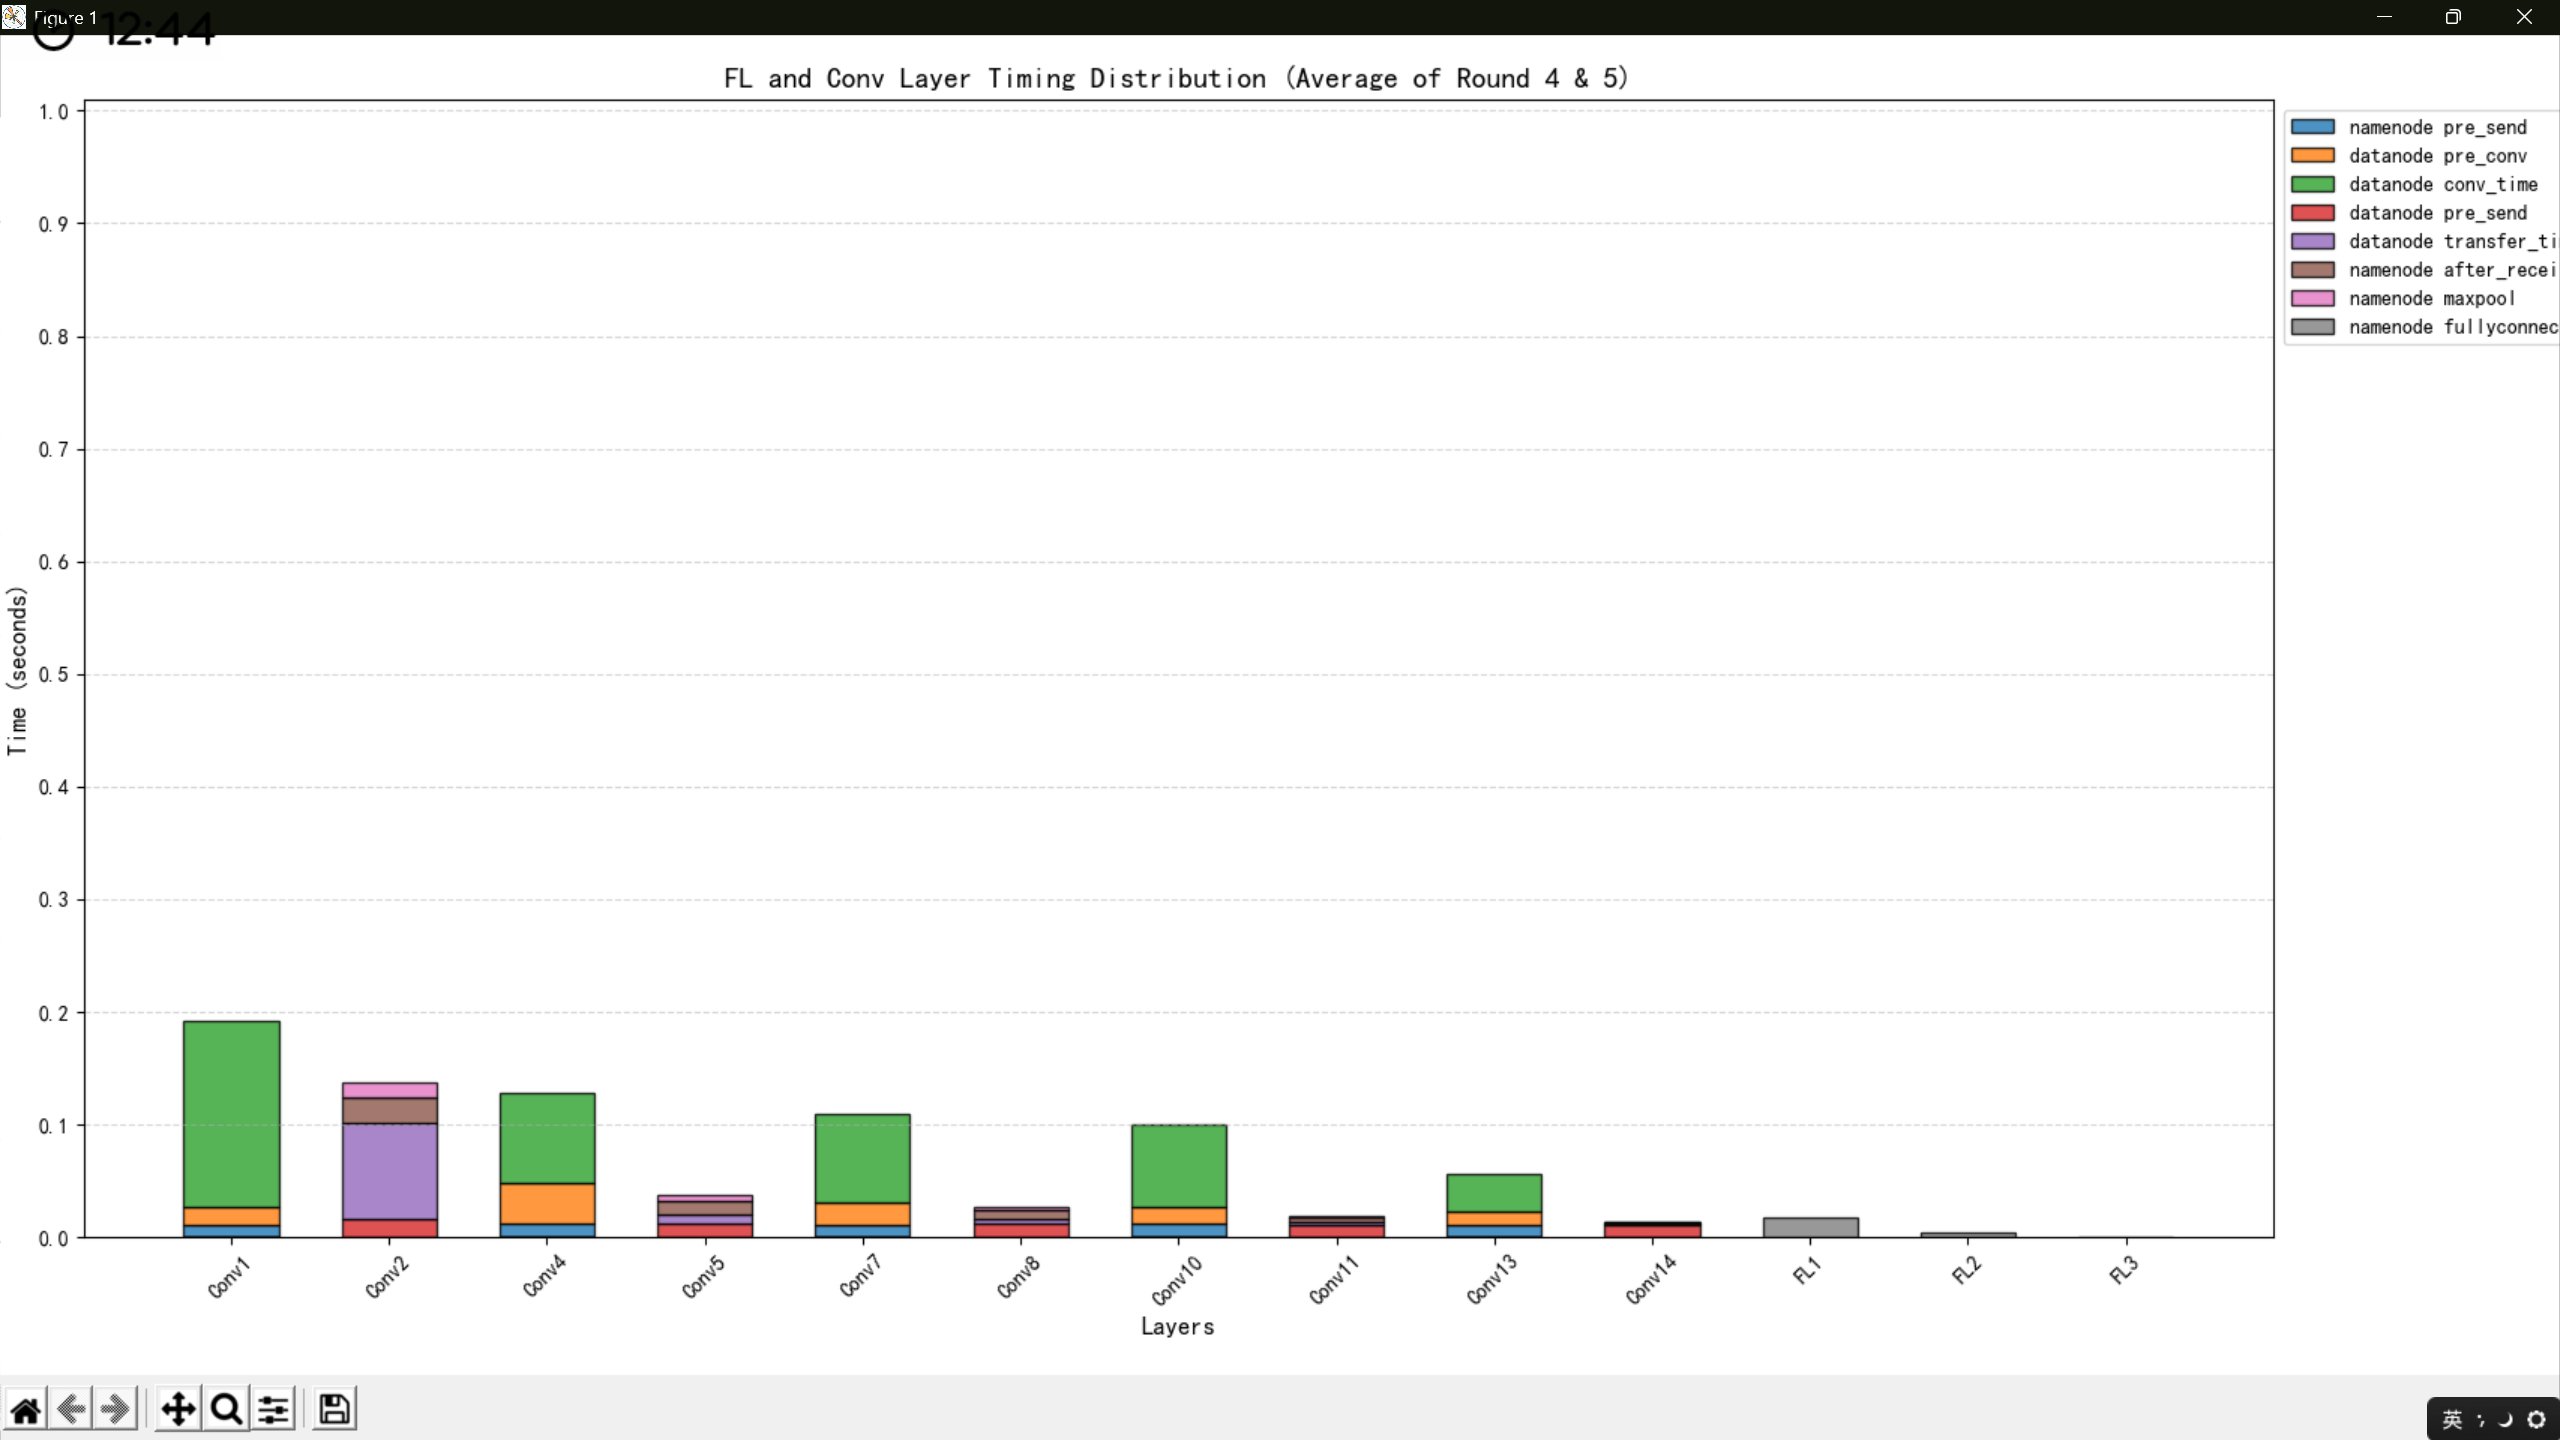 Figure 1
12:44
FL and Conv Layer Timing Distribution (Average of Round 4 & 5)
1.0
0.9
0.8
0.7
0.6
0.5
0.4
0.3
0.2
0.1
0.0
Time (seconds)
namenode pre_send
datanode pre_conv
datanode conv_time
datanode pre_send
datanode transfer_ti
namenode after_recei
namenode maxpool
namenode fullyconnec
Conv1
Conv2
Conv4
Conv5
Conv7
Conv8
Conv10
Conv11
Conv13
Conv14
FL1
FL2
FL3
Layers
英